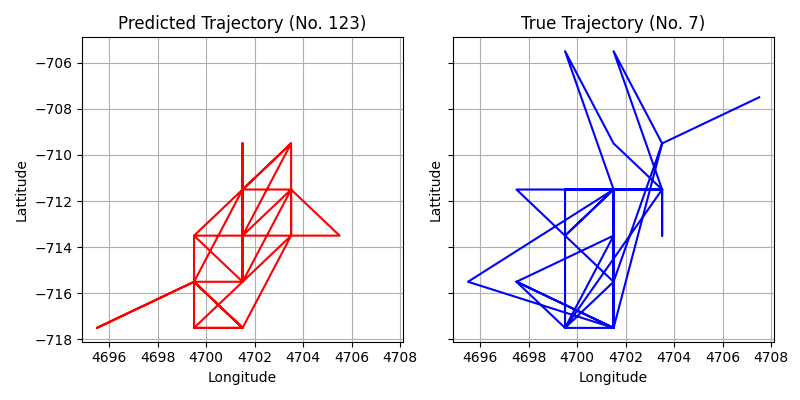 Predicted Trajectory (No. 123)
True Trajectory (No. 7)
−706
−708
−710
−712
−714
−716
−718
Lattitude
Lattitude
4696 4698 4700 4702 4704 4706 4708
4696 4698 4700 4702 4704 4706 4708
Longitude
Longitude